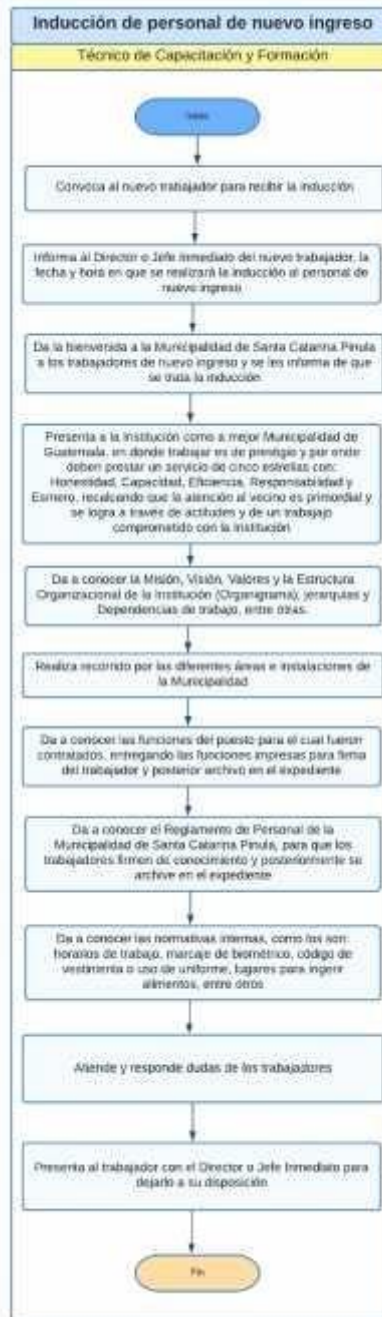 Inducción de personal de nuevo ingreso
Técnico de Capacitación y Formación
Inicio
Convoca al nuevo trabajador para recibir la inducción
Informa al Director o Jefe Inmediato del nuevo trabajador, la
fecha y hora en que se realizará la inducción al personal de
nuevo ingreso
Da la bienvenida a la Municipalidad de Santa Catarina Pinula
a los trabajadores de nuevo ingreso y se les informa de que
se trata la inducción
Presenta a la Institución como a mejor Municipalidad de
Guatemala, en donde trabajar es de prestigio y por ende
deben prestar un servicio de cinco estrellas con:
Honestidad, Capacidad, Eficiencia, Responsabilidad y
Esmero, recalcando que la atención al vecino es primordial y
se logra a través de actitudes y de un trabajajo
comprometido con la Institución
Da a conocer la Misión, Visión, Valores y la Estructura
Organizacional de la Institución (Organigrama), jerarquías y
Dependencias de trabajo, entre otras.
Realiza recorrido por las diferentes áreas e instalaciones de
la Municipalidad
Da a conocer las funciones del puesto para el cual fueron
contratados, entregando las funciones impresas para firma
del trabajador y posterior archivo en el expediente
Da a conocer el Reglamento de Personal de la
Municipalidad de Santa Catarina Pinula, para que los
trabajadores firmen de conocimiento y posteriormente se
archive en el expediente
Da a conocer las normativas internas, como los son:
horarios de trabajo, marcaje de biométrico, código de
vestimenta o uso de uniforme, lugares para ingerir
alimentos, entre otros
Atiende y responde dudas de los trabajadores
Presenta al trabajador con el Director o Jefe Inmediato para
dejarlo a su disposición
Fin